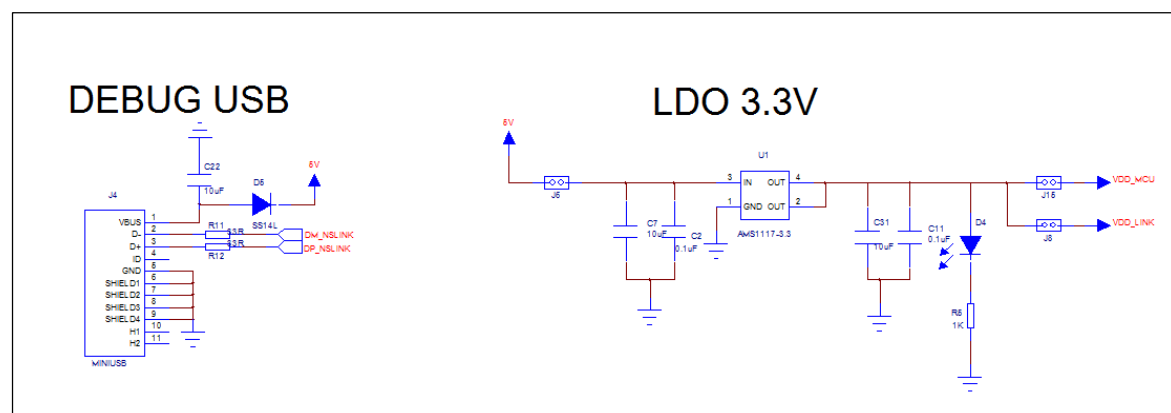 DEBUG USB
C22
10uF
D5
SS14L
5V
J4
VBUS 1
D- 2
D+ 3
ID 4
GND 5
SHIELD1 6
SHIELD2 7
SHIELD3 8
SHIELD4 9
H1 10
H2 11
MINIUSB
R11
33R
33R
R12
DM_NSLINK
DP_NSLINK
LDO 3.3V
5V
J6
C7
10uF
C2
0.1uF
U1
3 IN OUT 4
1 GND OUT 2
AMS1117-3.3
C31
10uF
C11
0.1uF
D4
R5
1K
J15
VDD_MCU
J8
VDD_LINK